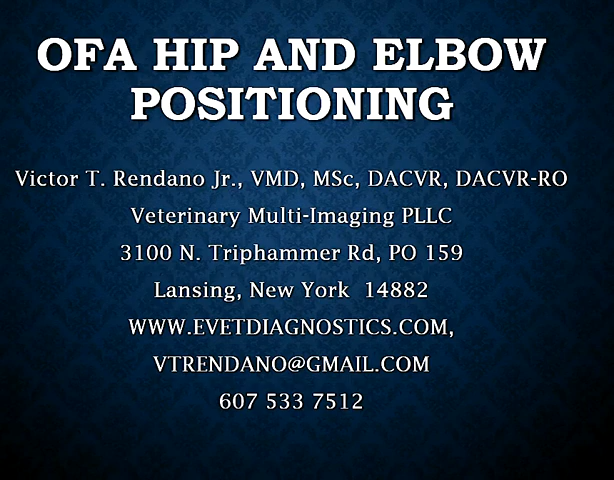 OFA HIP AND ELBOW
POSITIONING
Victor T. Rendano Jr., VMD, MSc, DACVR, DACVR-RO
Veterinary Multi-Imaging PLLC
3100 N. Triphammer Rd, PO 159
Lansing, New York  14882
WWW.EVETDIAGNOSTICS.COM,
VTRENDANO@GMAIL.COM
607 533 7512